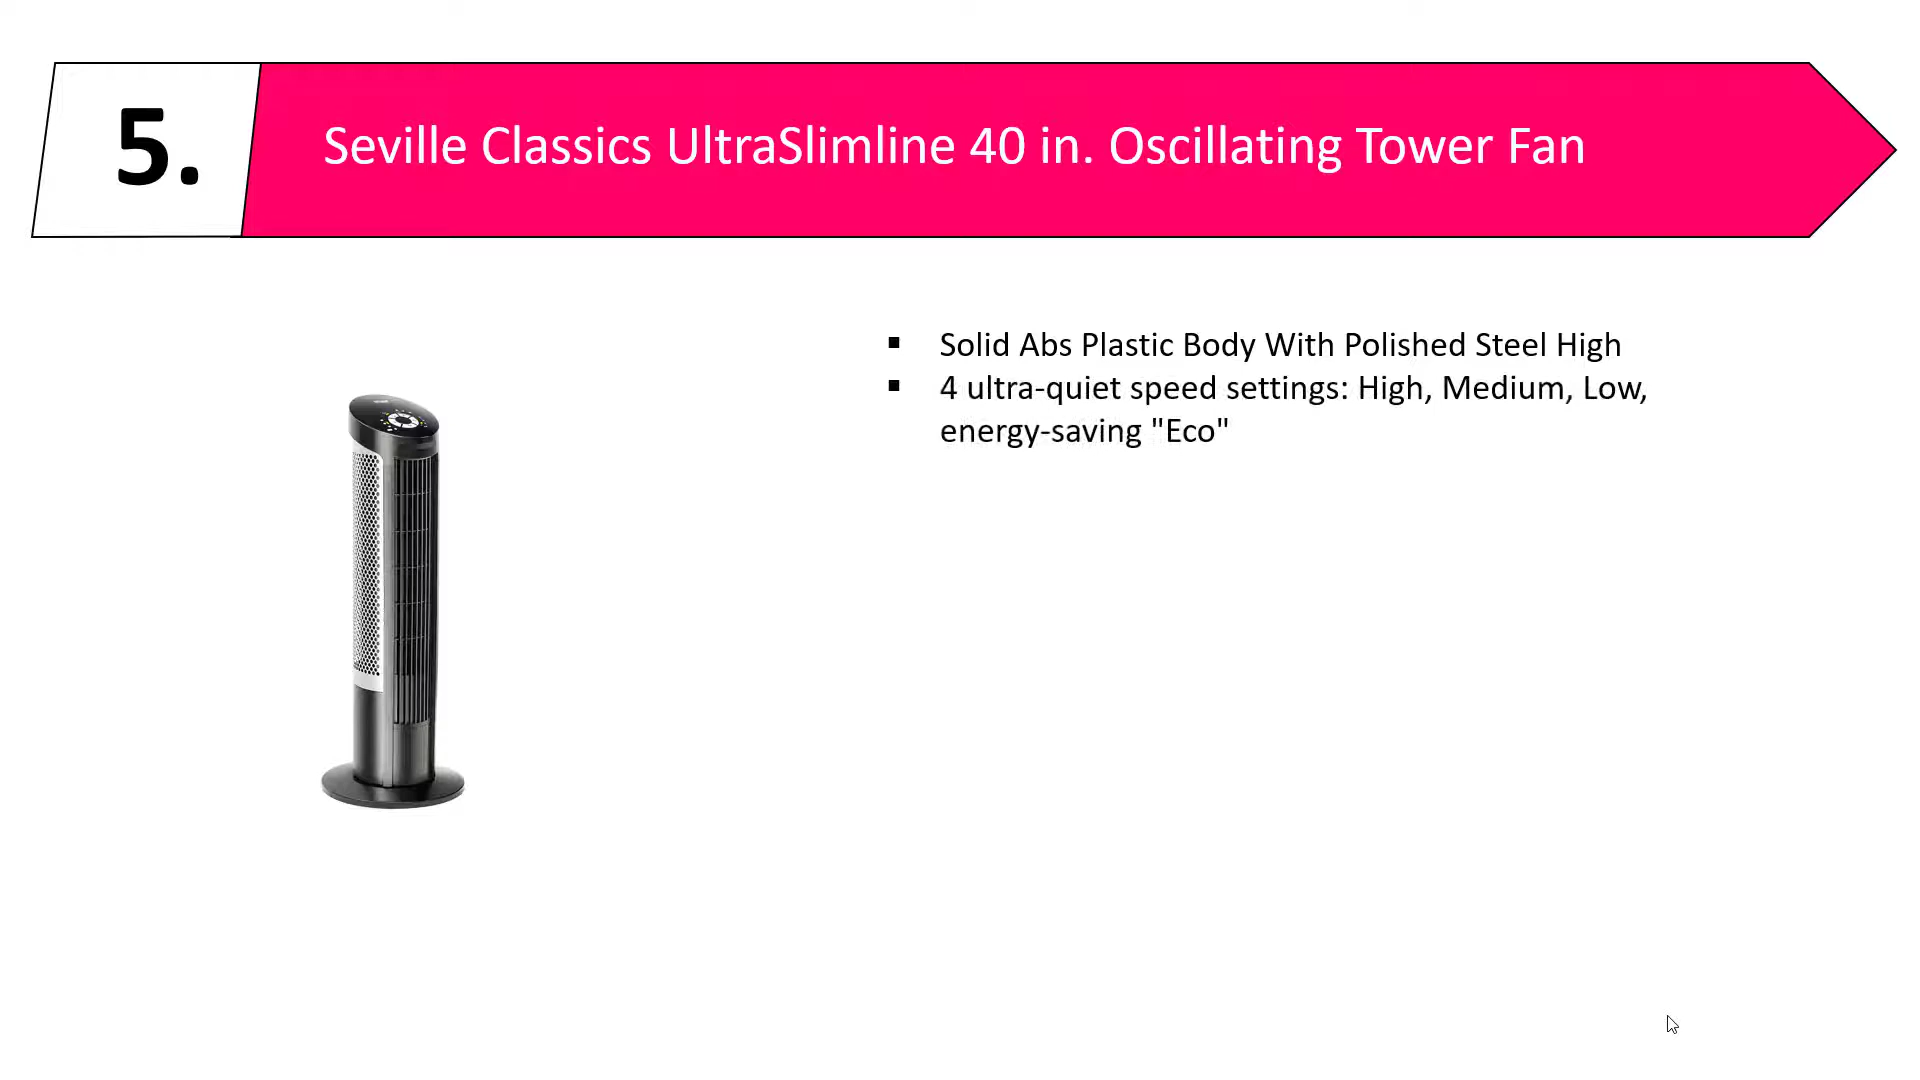 5.
Seville Classics UltraSlimline 40 in. Oscillating Tower Fan
▪ Solid Abs Plastic Body With Polished Steel High
▪ 4 ultra-quiet speed settings: High, Medium, Low,
energy-saving "Eco"